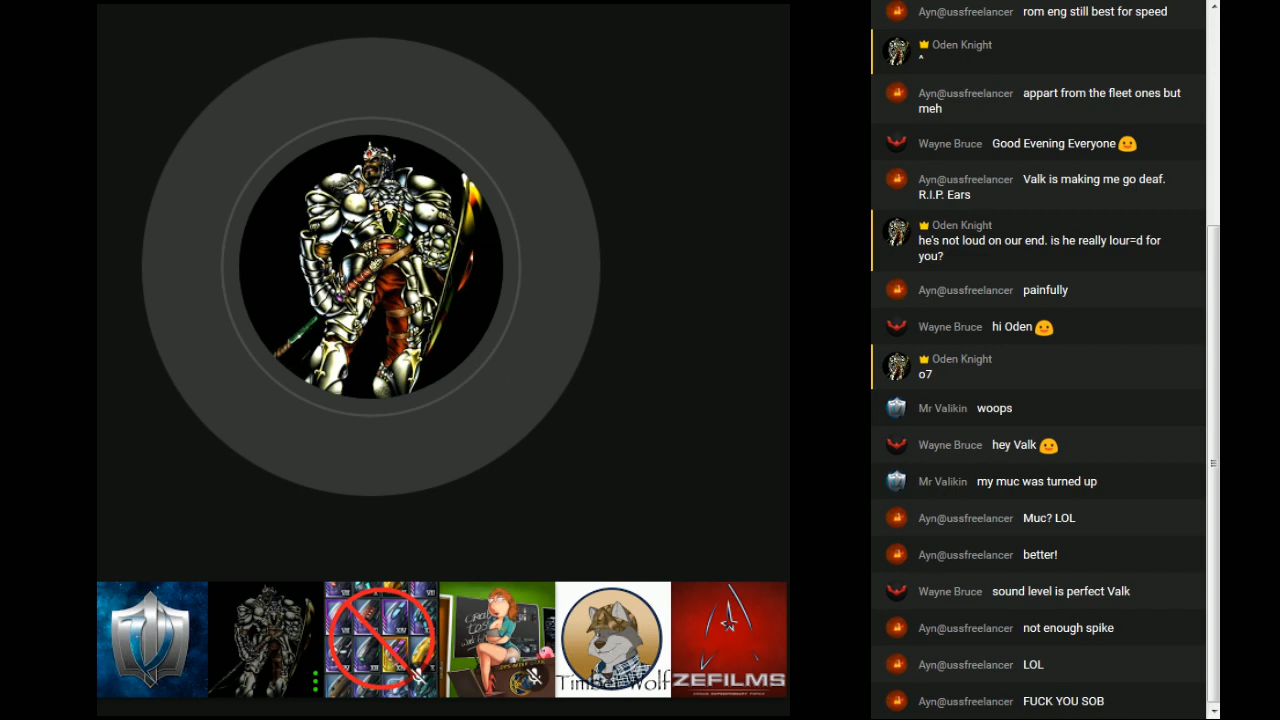 Ayn@ussfreelancer rom eng still best for speed
Oden Knight
^
Ayn@ussfreelancer appart from the fleet ones but
meh
Wayne Bruce Good Evening Everyone
Ayn@ussfreelancer Valk is making me go deaf.
R.I.P. Ears
Oden Knight
he's not loud on our end. is he really lour=d for
you?
Ayn@ussfreelancer painfully
Wayne Bruce hi Oden
Oden Knight
o7
Mr Valikin woops
Wayne Bruce hey Valk
Mr Valikin my muc was turned up
Ayn@ussfreelancer Muc? LOL
Ayn@ussfreelancer better!
Wayne Bruce sound level is perfect Valk
Ayn@ussfreelancer not enough spike
Ayn@ussfreelancer LOL
Ayn@ussfreelancer FUCK YOU SOB
Timber Wolf
ZEFILMS